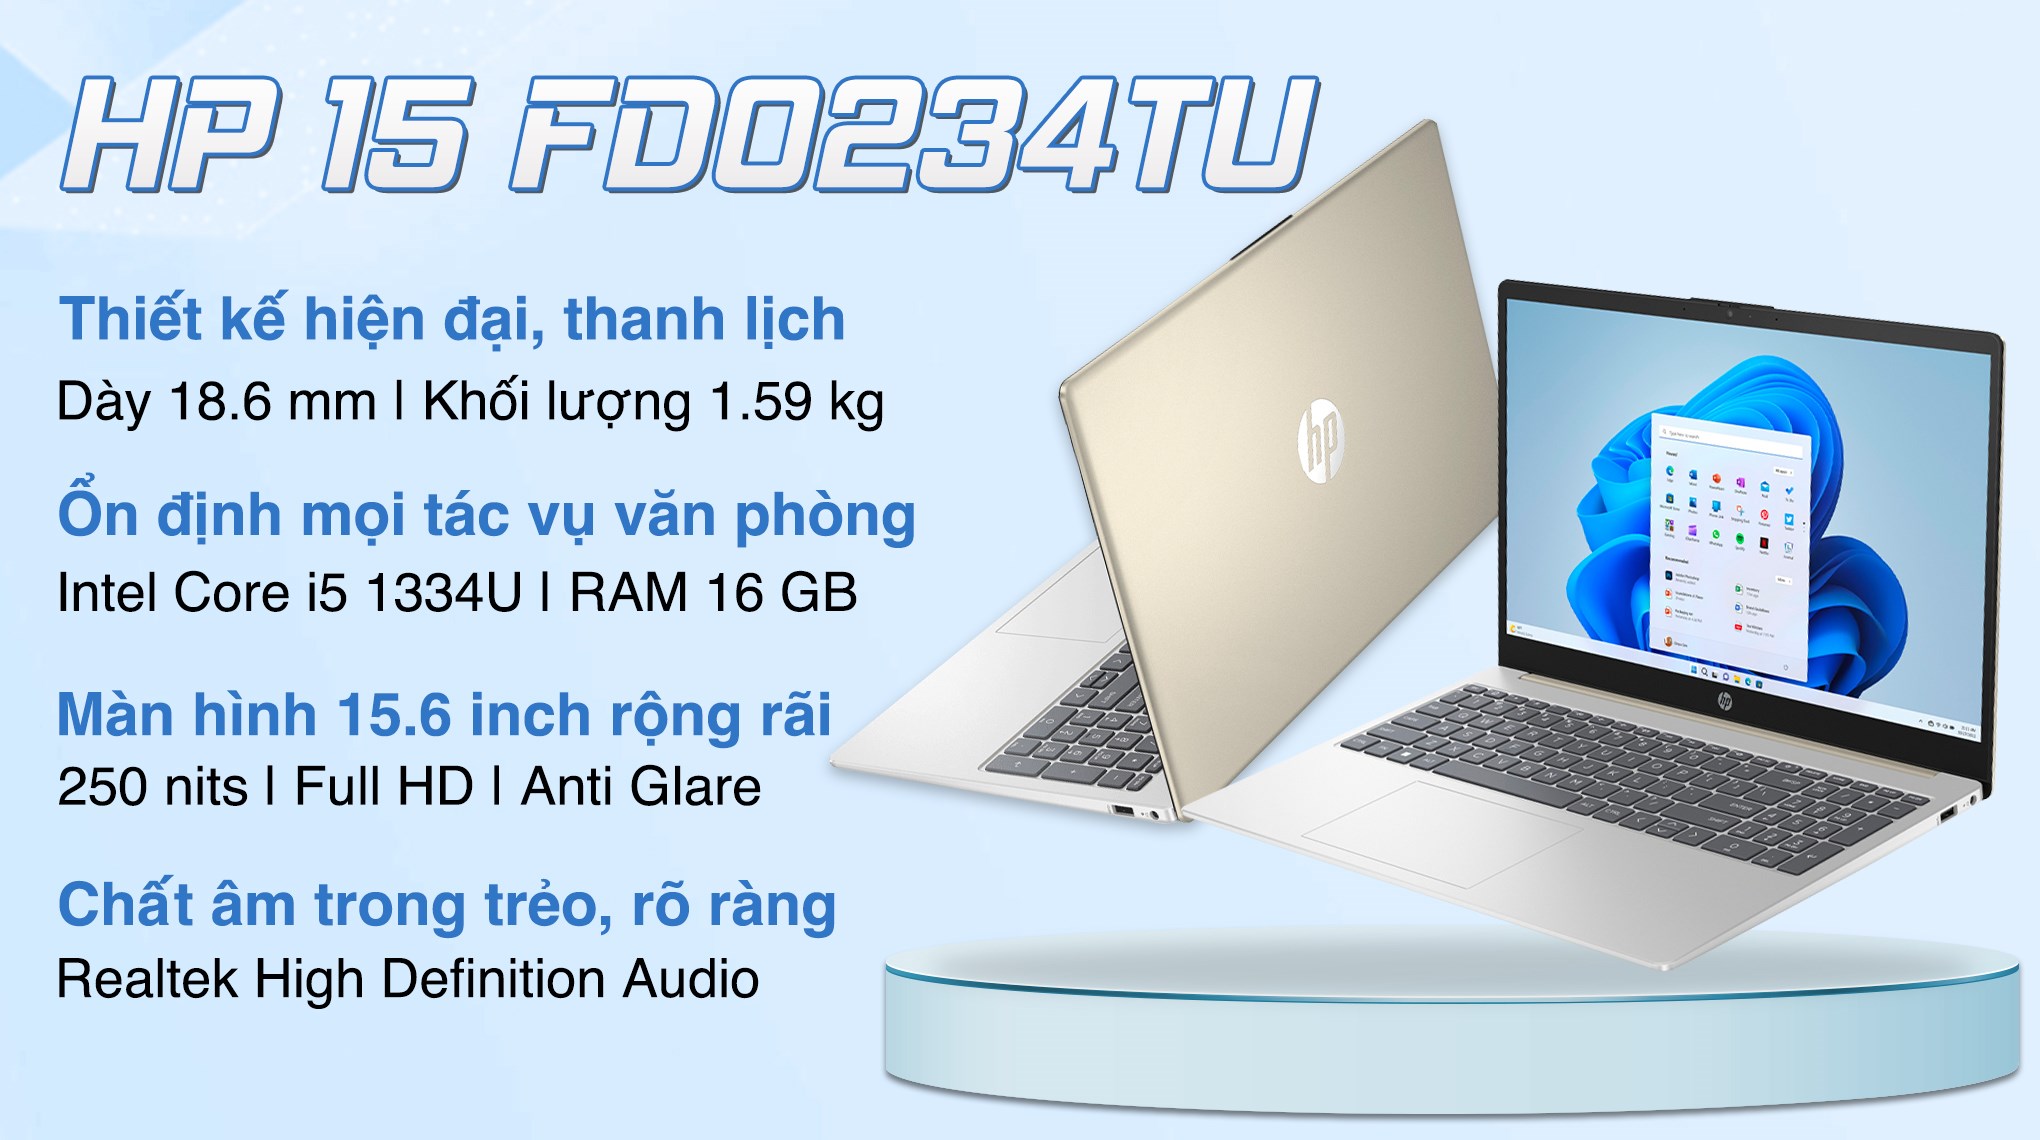 HP 15 FD0234TU
Thiết kế hiện đại, thanh lịch
Dày 18.6 mm | Khối lượng 1.59 kg
Ổn định mọi tác vụ văn phòng
Intel Core i5 1334U | RAM 16 GB
Màn hình 15.6 inch rộng rãi
250 nits | Full HD | Anti Glare
Chất âm trong trẻo, rõ ràng
Realtek High Definition Audio
hp
hp